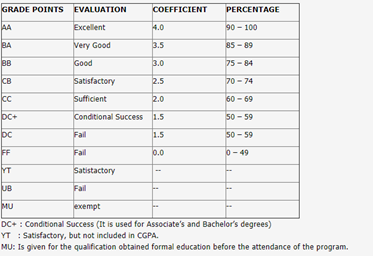 GRADE POINTS EVALUATION COEFFICIENT PERCENTAGE
AA Excellent 4.0 90 – 100
BA Very Good 3.5 85 – 89
BB Good 3.0 75 – 84
CB Satisfactory 2.5 70 – 74
CC Sufficient 2.0 60 – 69
DC+ Conditional Success 1.5 50 – 59
DC Fail 1.5 50 – 59
FF Fail 0.0 0 – 49
YT Satistactory -- --
UB Fail -- --
MU exempt -- --
DC+ : Conditional Success (It is used for Associate's and Bachelor's degrees)
YT : Satisfactory, but not included in CGPA.
MU: Is given for the qualification obtained formal education before the attendance of the program.